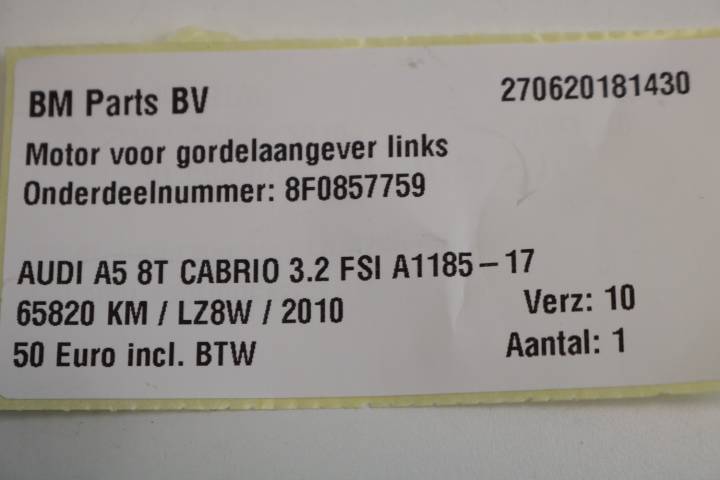 BM Parts BV 270620181430
Motor voor gordelaangever links
Onderdeelnummer: 8F0857759
AUDI A5 8T CABRIO 3.2 FSI A1185-17
65820 KM / LZ8W / 2010 Verz: 10
50 Euro incl. BTW Aantal: 1